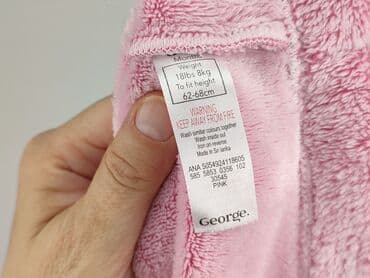 Months
Weight
18lbs 8kg
To fit height
62-68cm
WARNING
KEEP AWAY FROM FIRE
Wash similar colours together
Wash inside out
Iron on reverse
Made in Sri lanka
ANA 5054924118605
585 5853 0356 102
30545
PINK
George.